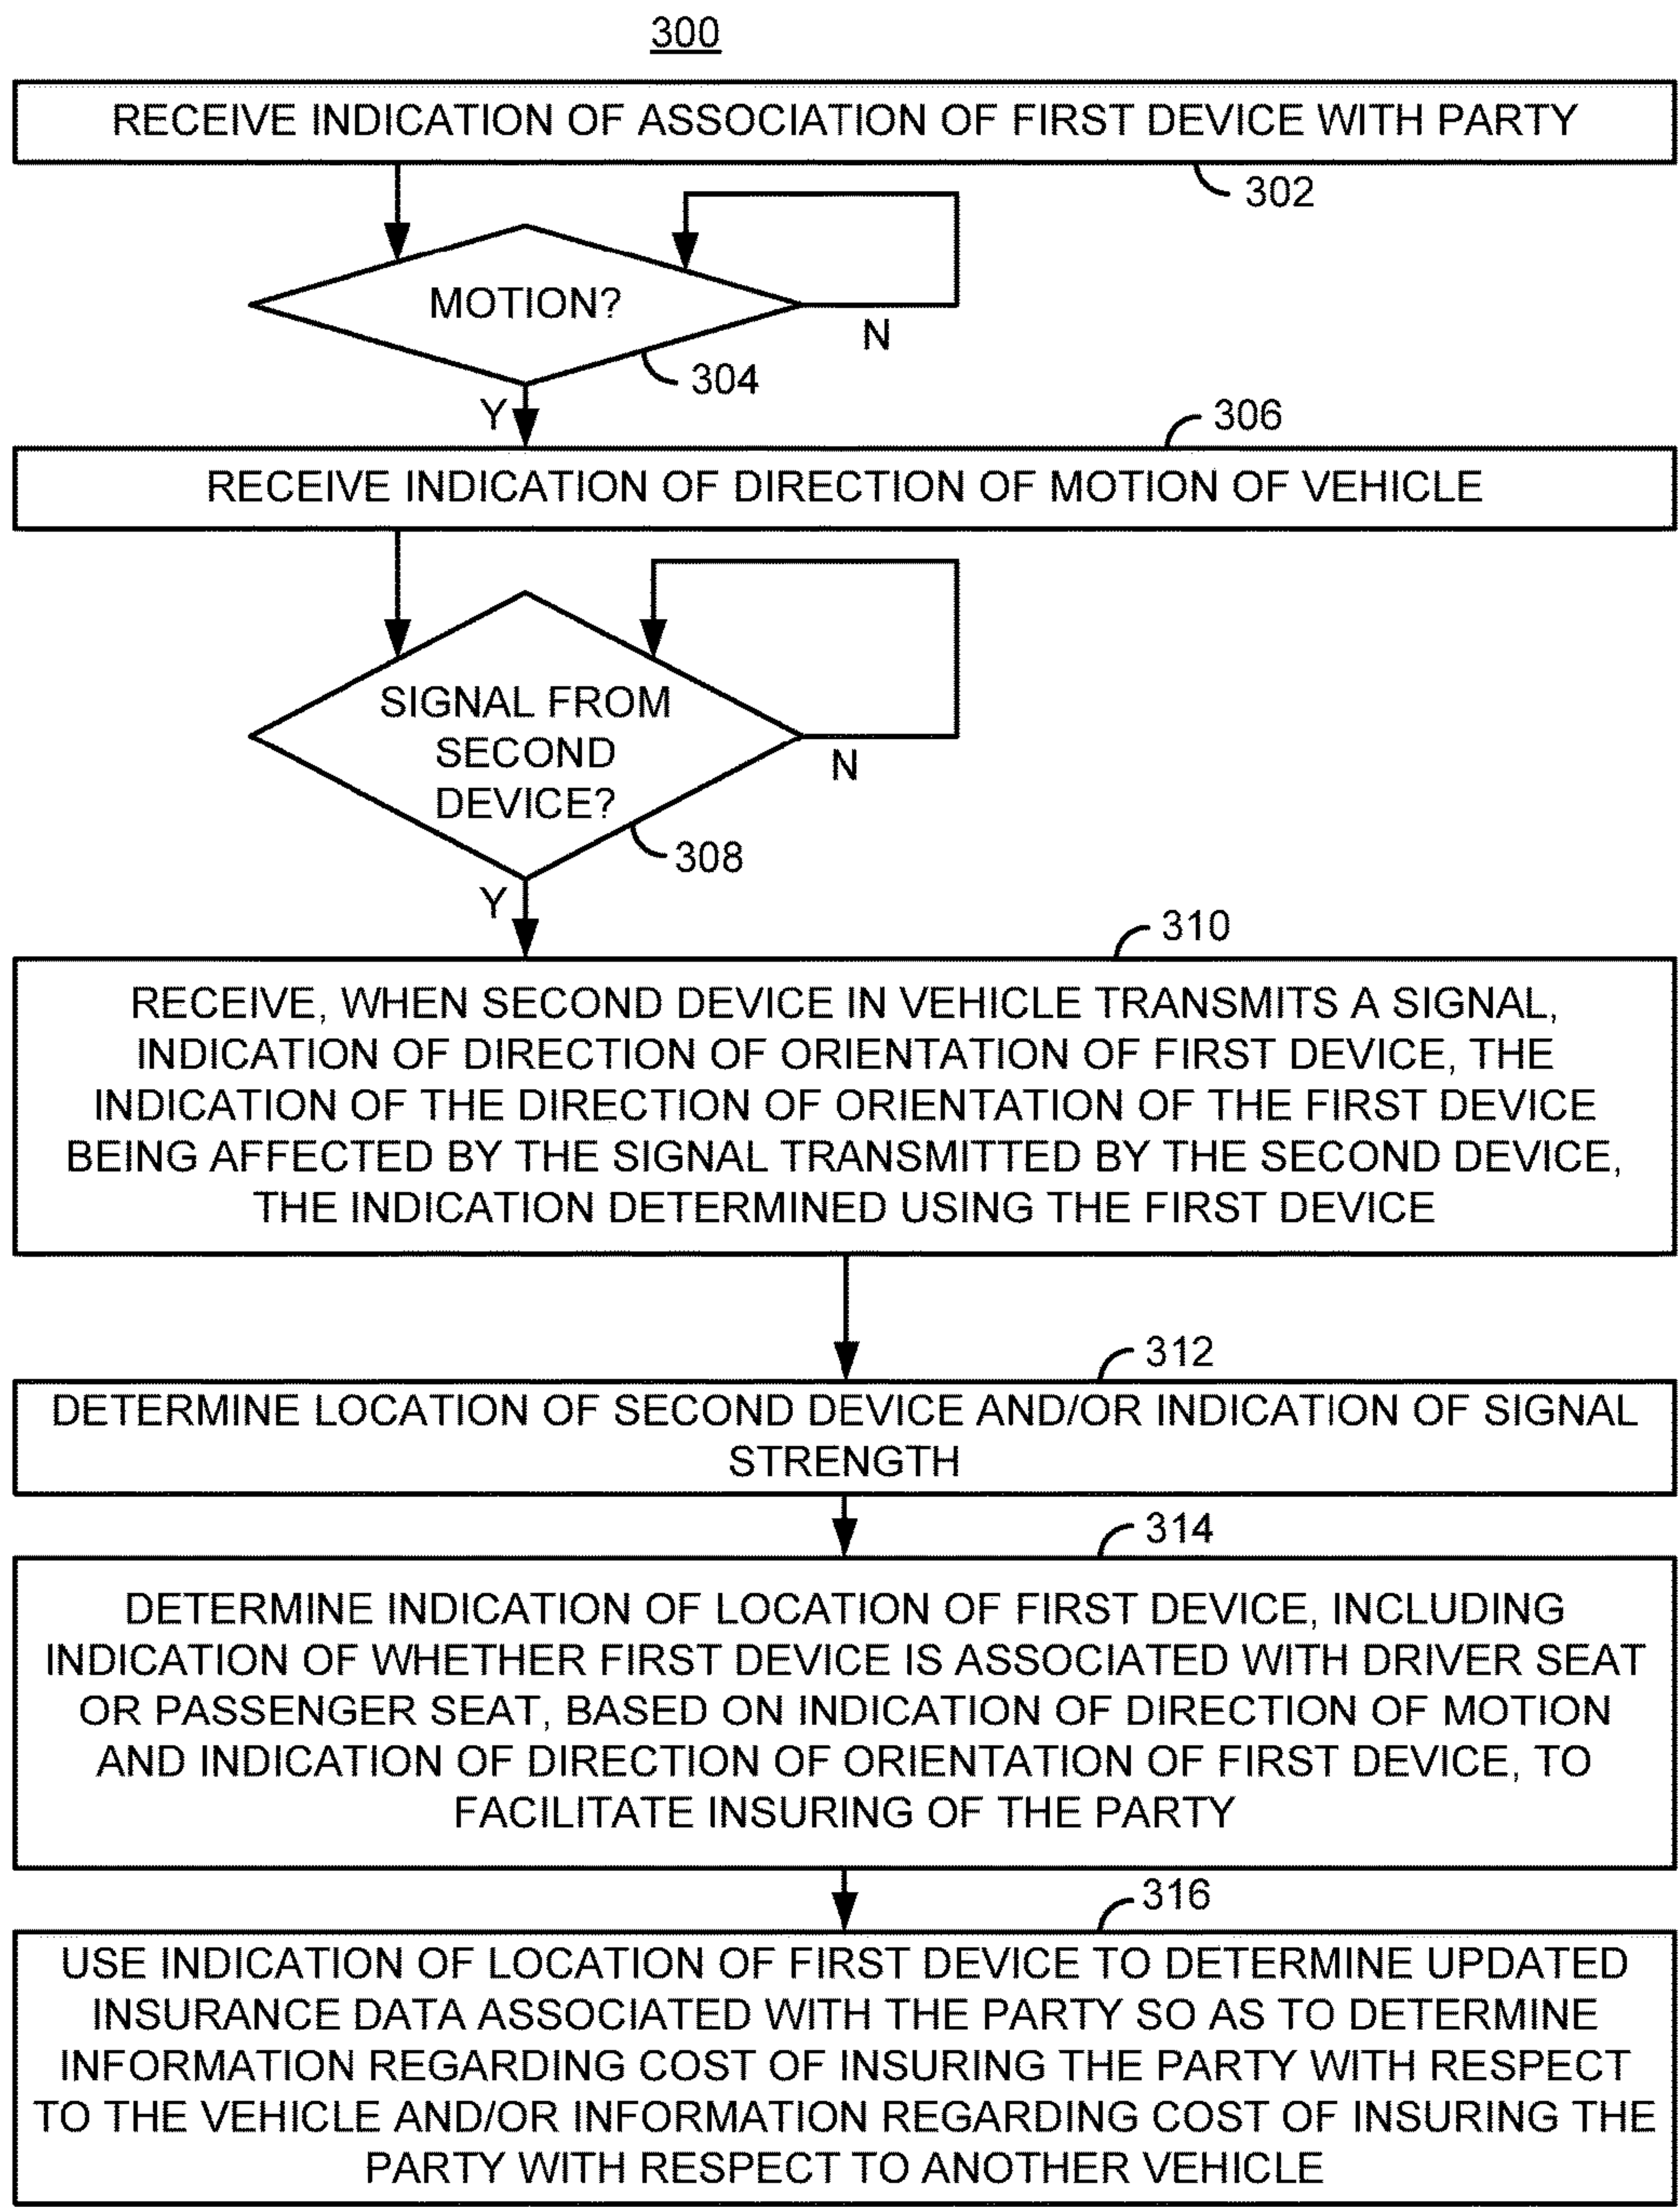 300
RECEIVE INDICATION OF ASSOCIATION OF FIRST DEVICE WITH PARTY
302
MOTION?
N
304
Y
306
RECEIVE INDICATION OF DIRECTION OF MOTION OF VEHICLE
SIGNAL FROM
SECOND
DEVICE?
N
308
Y
310
RECEIVE, WHEN SECOND DEVICE IN VEHICLE TRANSMITS A SIGNAL,
INDICATION OF DIRECTION OF ORIENTATION OF FIRST DEVICE, THE
INDICATION OF THE DIRECTION OF ORIENTATION OF THE FIRST DEVICE
BEING AFFECTED BY THE SIGNAL TRANSMITTED BY THE SECOND DEVICE,
THE INDICATION DETERMINED USING THE FIRST DEVICE
312
DETERMINE LOCATION OF SECOND DEVICE AND/OR INDICATION OF SIGNAL
STRENGTH
314
DETERMINE INDICATION OF LOCATION OF FIRST DEVICE, INCLUDING
INDICATION OF WHETHER FIRST DEVICE IS ASSOCIATED WITH DRIVER SEAT
OR PASSENGER SEAT, BASED ON INDICATION OF DIRECTION OF MOTION
AND INDICATION OF DIRECTION OF ORIENTATION OF FIRST DEVICE, TO
FACILITATE INSURING OF THE PARTY
316
USE INDICATION OF LOCATION OF FIRST DEVICE TO DETERMINE UPDATED
INSURANCE DATA ASSOCIATED WITH THE PARTY SO AS TO DETERMINE
INFORMATION REGARDING COST OF INSURING THE PARTY WITH RESPECT
TO THE VEHICLE AND/OR INFORMATION REGARDING COST OF INSURING THE
PARTY WITH RESPECT TO ANOTHER VEHICLE